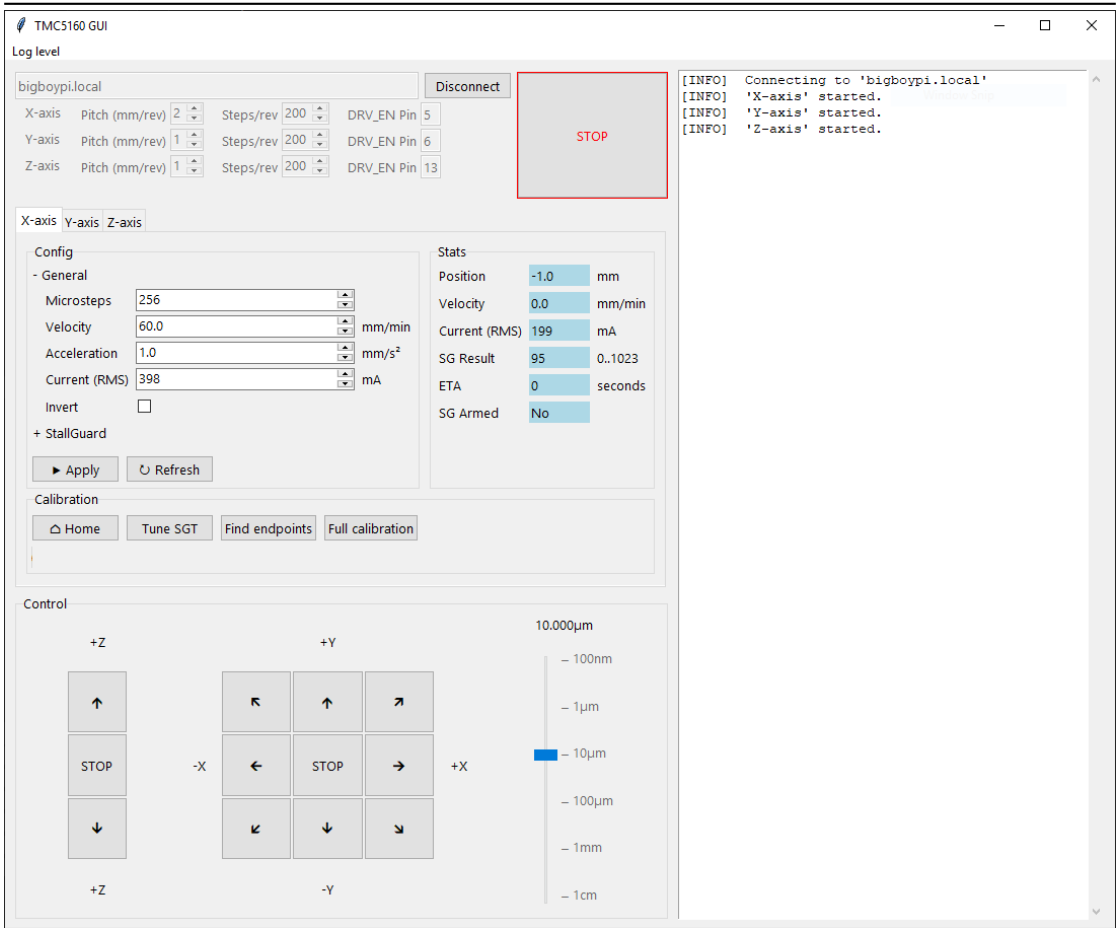 TMC5160 GUI
Log level
bigboypi.local Disconnect
X-axis Pitch (mm/rev) 2 Steps/rev 200 DRV_EN Pin 5
Y-axis Pitch (mm/rev) 1 Steps/rev 200 DRV_EN Pin 6
Z-axis Pitch (mm/rev) 1 Steps/rev 200 DRV_EN Pin 13
STOP
X-axis Y-axis Z-axis
Config
- General
Microsteps 256
Velocity 60.0 mm/min
Acceleration 1.0 mm/s²
Current (RMS) 398 mA
Invert
+ StallGuard
Apply Refresh
Stats
Position -1.0 mm
Velocity 0.0 mm/min
Current (RMS) 199 mA
SG Result 95 0..1023
ETA 0 seconds
SG Armed No
Calibration
Home Tune SGT Find endpoints Full calibration
Control
+Z
STOP
+Z
+Y
-X STOP +X
-Y
10.000µm
100nm
1µm
10µm
100µm
1mm
1cm
[INFO] Connecting to 'bigboypi.local'
[INFO] 'X-axis' started.
[INFO] 'Y-axis' started.
[INFO] 'Z-axis' started.